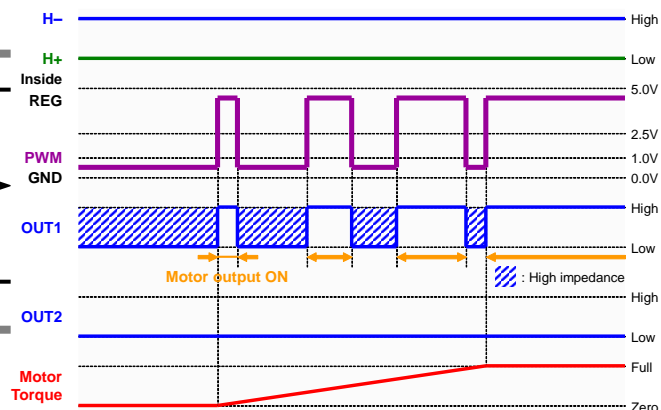 H–
High
H+
Low
Inside
REG
5.0V
2.5V
PWM
1.0V
GND
0.0V
High
OUT1
Low
Motor output ON
: High impedance
High
OUT2
Low
Full
Motor
Torque
Zero